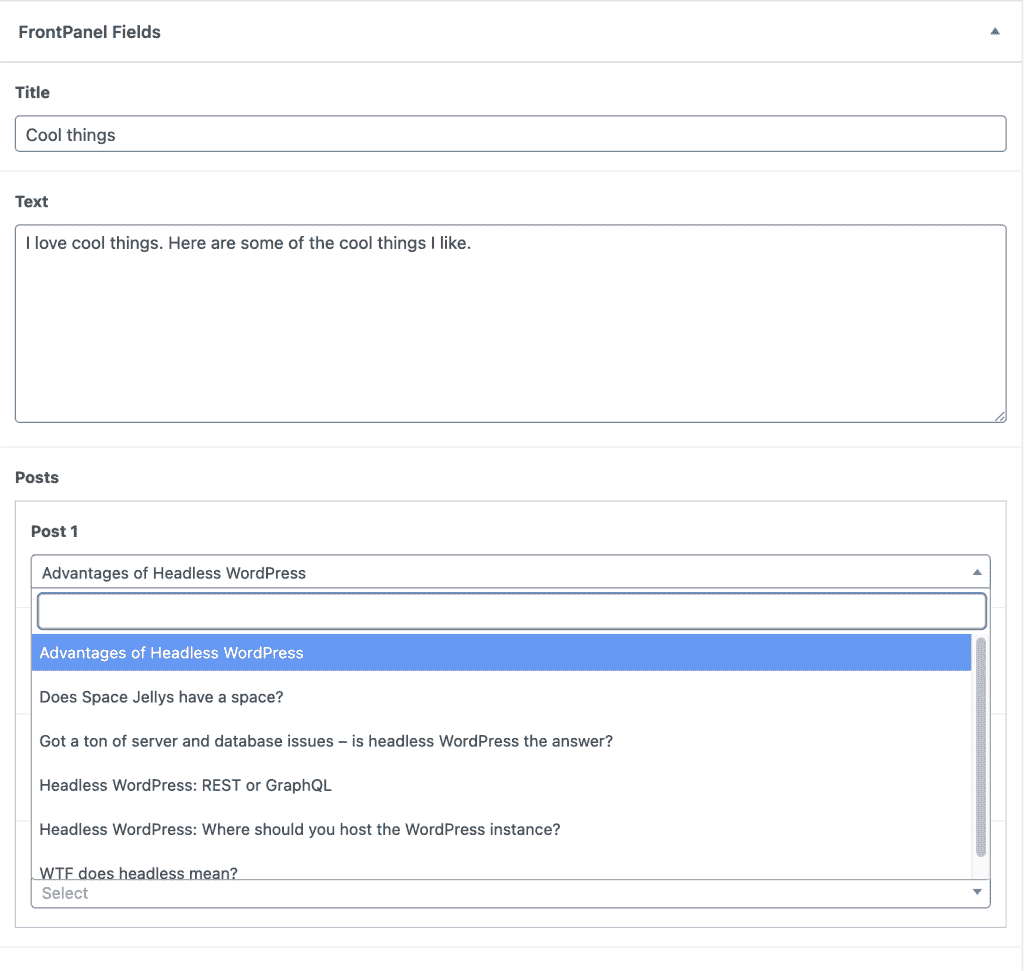 FrontPanel Fields
Title
Cool things
Text
I love cool things. Here are some of the cool things I like.
Posts
Post 1
Advantages of Headless WordPress
Advantages of Headless WordPress
Does Space Jellys have a space?
Got a ton of server and database issues – is headless WordPress the answer?
Headless WordPress: REST or GraphQL
Headless WordPress: Where should you host the WordPress instance?
WTF does headless mean?
Select